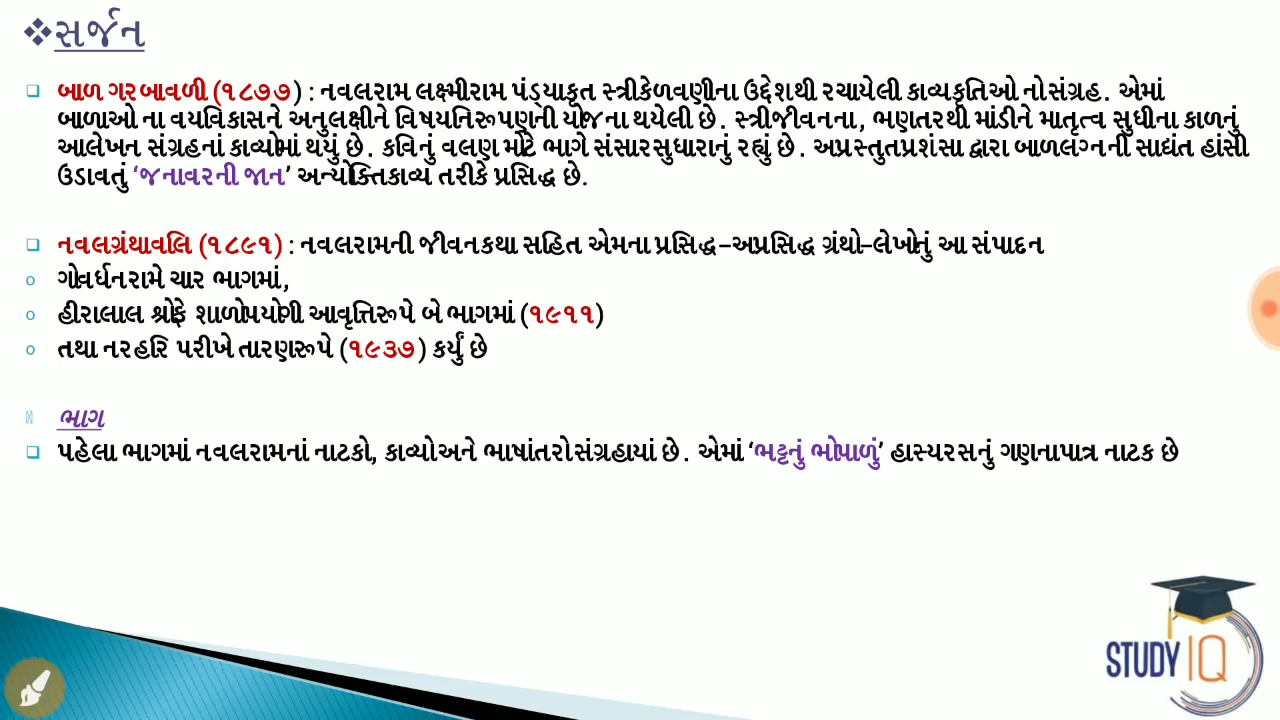 ❖સર્જન
બાળ ગરબાવળી (૧૮૭૭) : નવલરામ લક્ષ્મીરામ પંડ્યાકૃત સ્ત્રીકેળવણીના ઉદ્દેશથી રચાયેલી કાવ્યકૃતિઓ નો સંગ્રહ. એમાં
બાળાઓ ના વયવિકાસને અનુલક્ષીને વિષયનિરૂપણની યોજના થયેલી છે. સ્ત્રીજીવનના, ભણતરથી માંડીને માતૃત્વ સુધીના કાળનું
આલેખન સંગ્રહનાં કાવ્યોમાં થયું છે. કવિનું વલણ મોટે ભાગે સંસારસુધારાનું રહ્યું છે. અપ્રસ્તુતપ્રશંસા દ્વારા બાળલગ્નની સાદ્યંત હાંસી
ઉડાવતું ‘જનાવરની જાન’ અન્યોક્તિકાવ્ય તરીકે પ્રસિદ્ધ છે.
નવલગ્રંથાવલિ (૧૮૯૧) : નવલરામની જીવનકથા સહિત એમના પ્રસિદ્ધ-અપ્રસિદ્ધ ગ્રંથો-લેખોનું આ સંપાદન
o ગોવર્ધનરામે ચાર ભાગમાં,
o હીરાલાલ શ્રોફે શાળોપયોગી આવૃત્તિરૂપે બે ભાગમાં (૧૯૧૧)
o તથા નરહરિ પરીખે તારણરૂપે (૧૯૩૭) કર્યું છે
ભાગ
પહેલા ભાગમાં નવલરામનાં નાટકો, કાવ્યો અને ભાષાંતરો સંગ્રહાયાં છે. એમાં ‘ભટ્ટનું ભોપાળું’ હાસ્યરસનું ગણનાપાત્ર નાટક છે
STUDY IQ